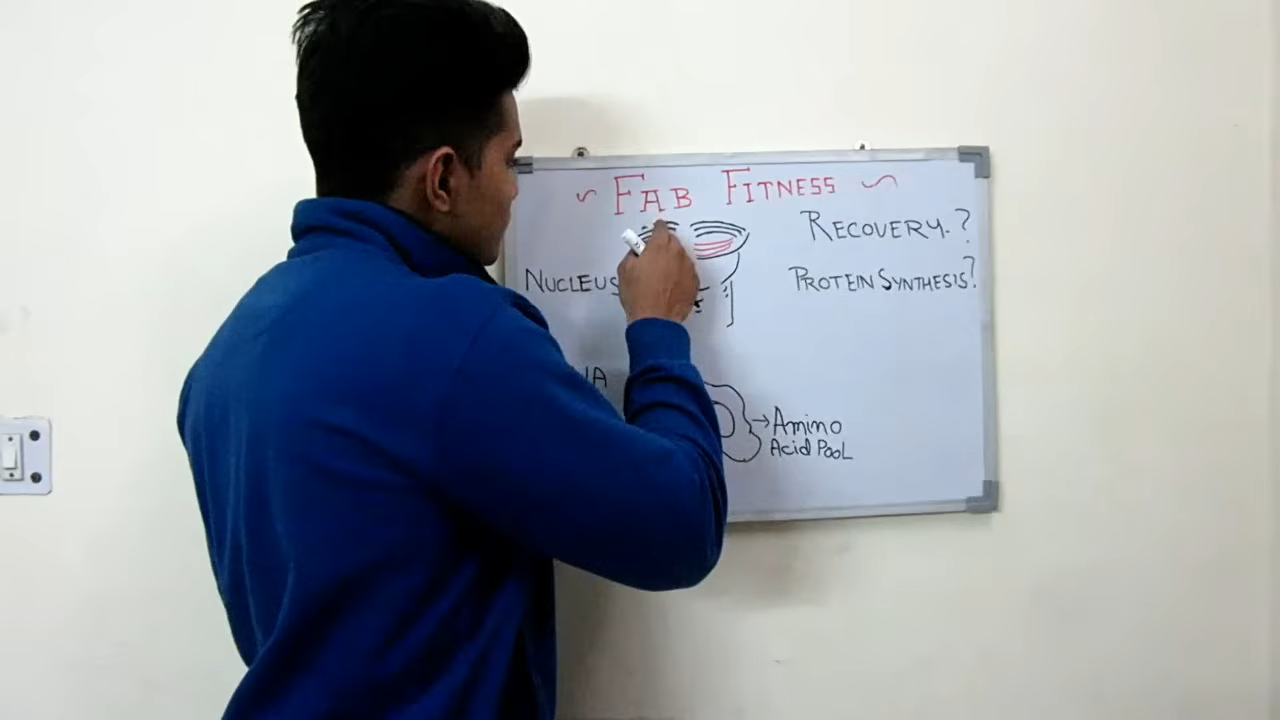 ~ FAB FITNESS ~
RECOVERY.?
NUCLEUS
PROTEIN SYNTHESIS?
→ Amino
Acid PooL